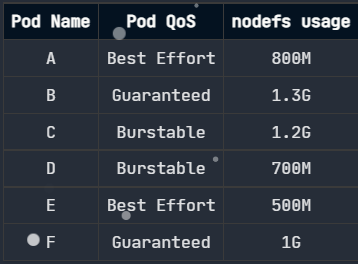 Pod Name Pod QoS nodefs usage
A Best Effort 800M
B Guaranteed 1.3G
C Burstable 1.2G
D Burstable 700M
E Best Effort 500M
F Guaranteed 1G